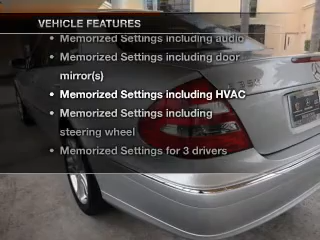 VEHICLE FEATURES
• Memorized Settings including audio
• Memorized Settings including door
mirror(s)
• Memorized Settings including HVAC
• Memorized Settings including
steering wheel
• Memorized Settings for 3 drivers